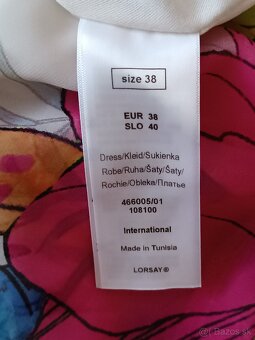 size 38
EUR 38
SLO 40
Dress/Kleid/Sukienka
Robe/Ruha/Šaty/Šaty/
Rochie/Obleka/Платье
466005/01
108100
International
Made in Tunisia
LORSAY®
bazos.sk